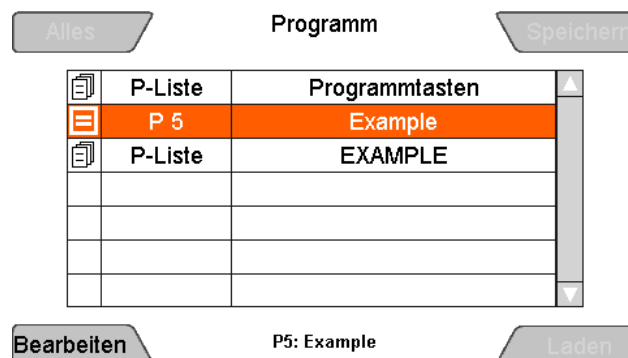 Alles Programm Speichern
P-Liste Programmtasten
P 5 Example
P-Liste EXAMPLE
Bearbeiten P5: Example Laden